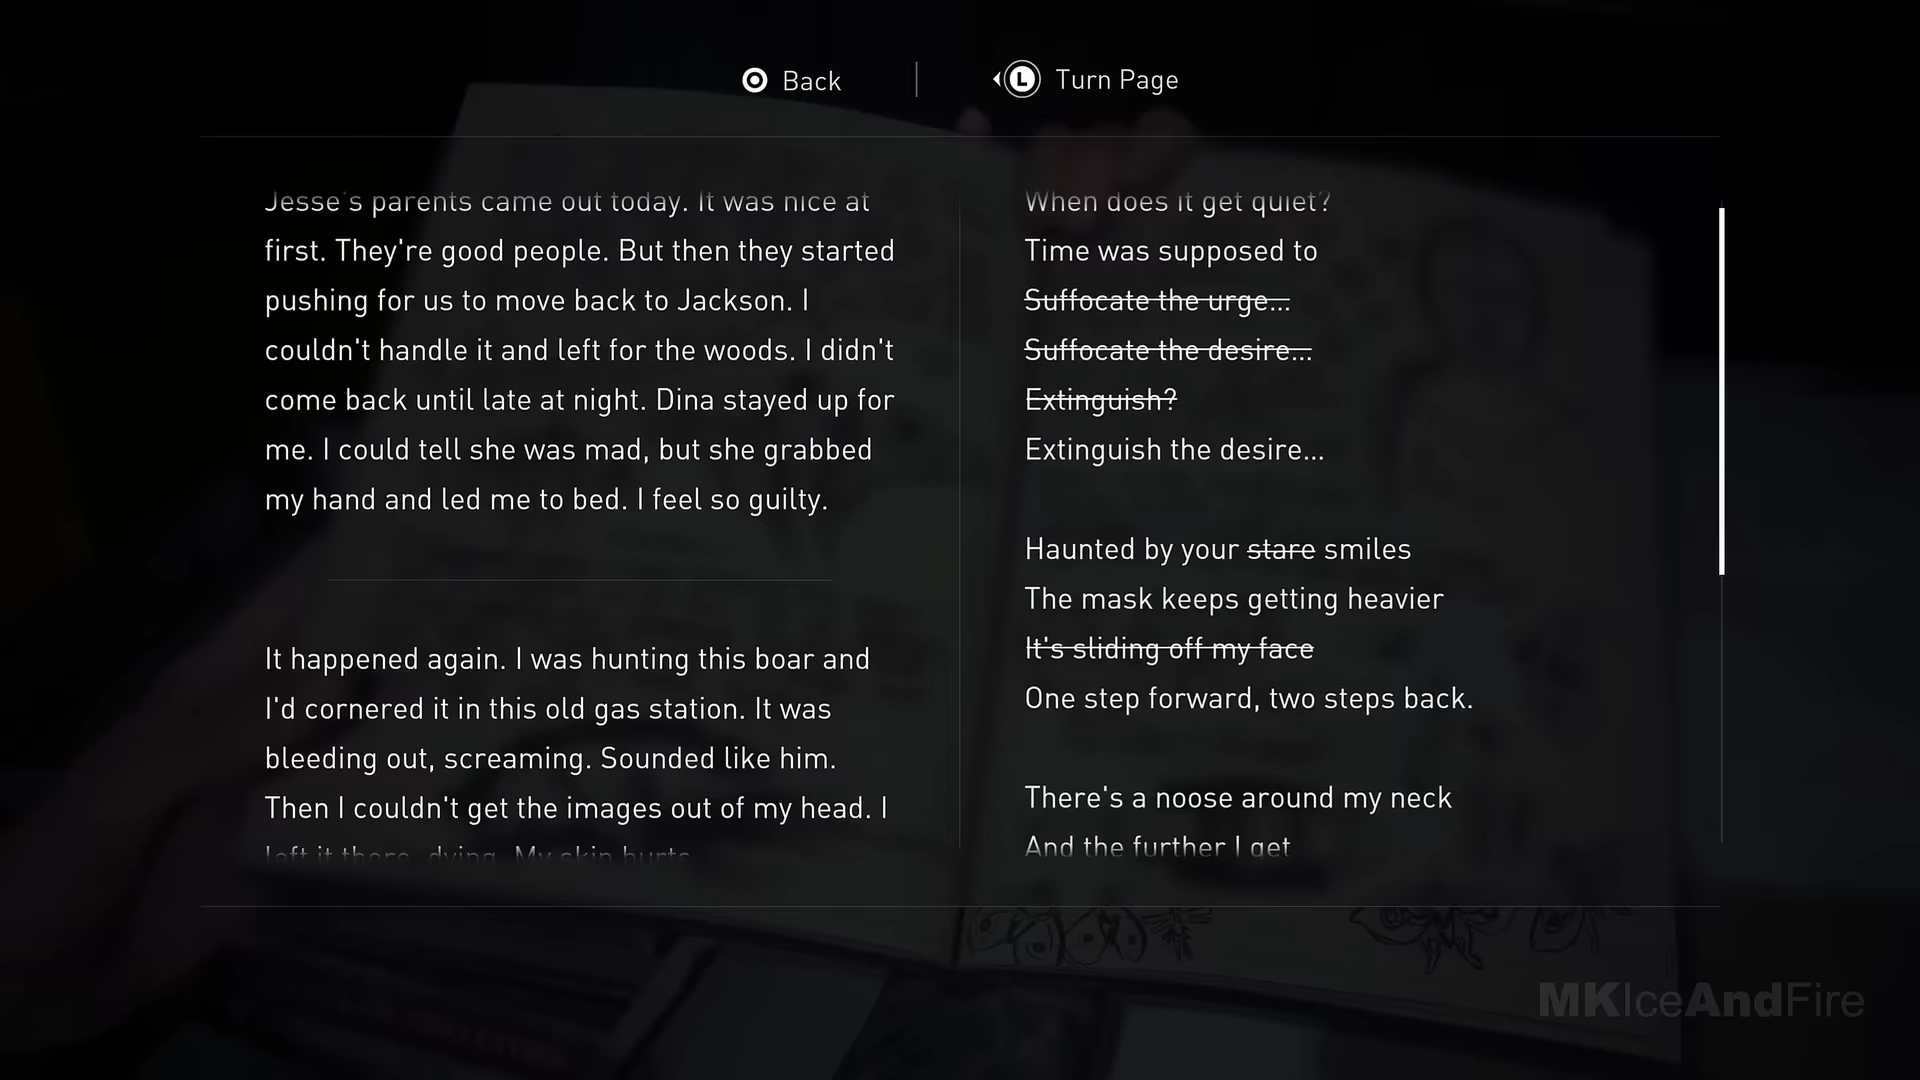 Back
L Turn Page
Jesse's parents came out today. It was nice at
first. They're good people. But then they started
pushing for us to move back to Jackson. I
couldn't handle it and left for the woods. I didn't
come back until late at night. Dina stayed up for
me. I could tell she was mad, but she grabbed
my hand and led me to bed. I feel so guilty.
It happened again. I was hunting this boar and
I'd cornered it in this old gas station. It was
bleeding out, screaming. Sounded like him.
Then I couldn't get the images out of my head. I
left it there, dying. My skin hurts
When does it get quiet?
Time was supposed to
Suffocate the urge...
Suffocate the desire...
Extinguish?
Extinguish the desire...
Haunted by your stare smiles
The mask keeps getting heavier
It's sliding off my face
One step forward, two steps back.
There's a noose around my neck
And the further I get
MKIceAndFire